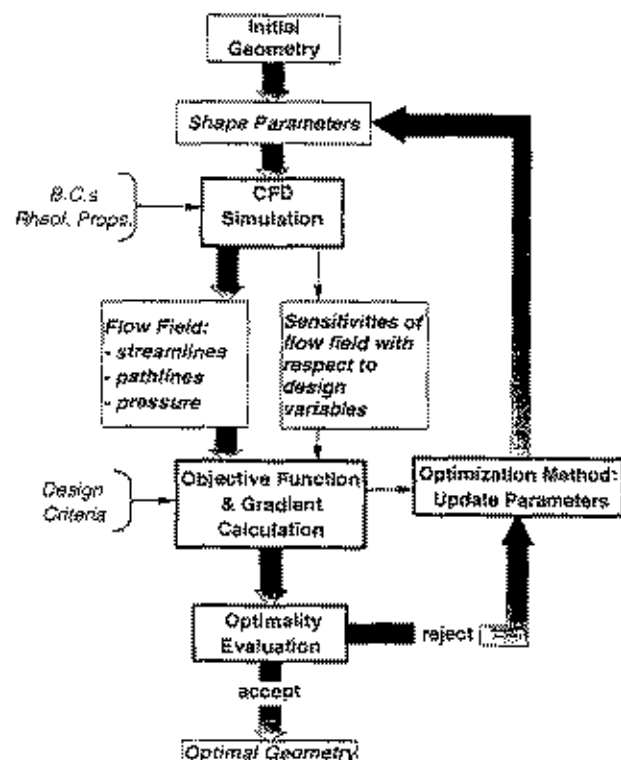 Initial
Geometry
Shape Parameters
B.C.s
Rheol. Props.
CFD
Simulation
Flow Field:
- streamlines
- pathlines
- pressure
Sensitivities of
flow field with
respect to
design
variables
Design
Criteria
Objective Function
& Gradient
Calculation
Optimization Method:
Update Parameters
Optimality
Evaluation
reject
accept
Optimal Geometry